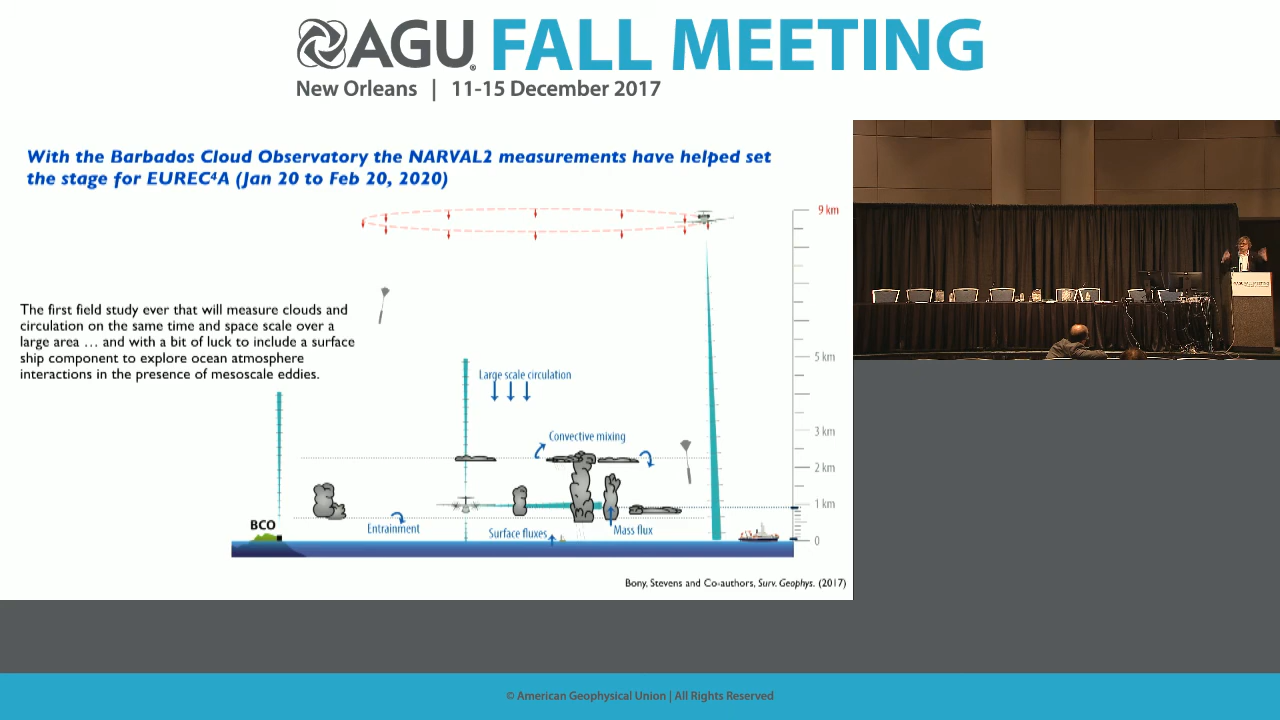 AGU FALL MEETING
New Orleans | 11-15 December 2017
With the Barbados Cloud Observatory the NARVAL2 measurements have helped set
the stage for EUREC⁴A (Jan 20 to Feb 20, 2020)
9 km
The first field study ever that will measure clouds and
circulation on the same time and space scale over a
large area ... and with a bit of luck to include a surface
ship component to explore ocean atmosphere
interactions in the presence of mesoscale eddies.
5 km
Large scale circulation
3 km
Convective mixing
2 km
1 km
BCO
Entrainment
Surface fluxes
Mass flux
0
Bony, Stevens and Co-authors, Surv. Geophys. (2017)
AGU FALL MEETING
© American Geophysical Union | All Rights Reserved